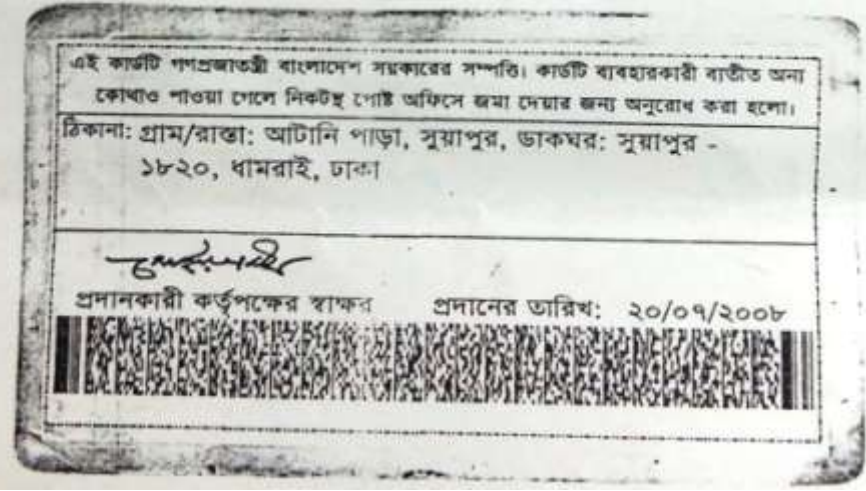 এই কার্ডটি গণপ্রজাতন্ত্রী বাংলাদেশ সরকারের সম্পত্তি। কার্ডটি ব্যবহারকারী ব্যতীত অন্য
কোথাও পাওয়া গেলে নিকটস্থ পোষ্ট অফিসে জমা দেয়ার জন্য অনুরোধ করা হলো।
ঠিকানা: গ্রাম/রাস্তা: আটানি পাড়া, সুয়াপুর, ডাকঘর: সুয়াপুর -
১৮২০, ধামরাই, ঢাকা
প্রদানকারী কর্তৃপক্ষের স্বাক্ষর প্রদানের তারিখ: ২০/০৭/২০০৮